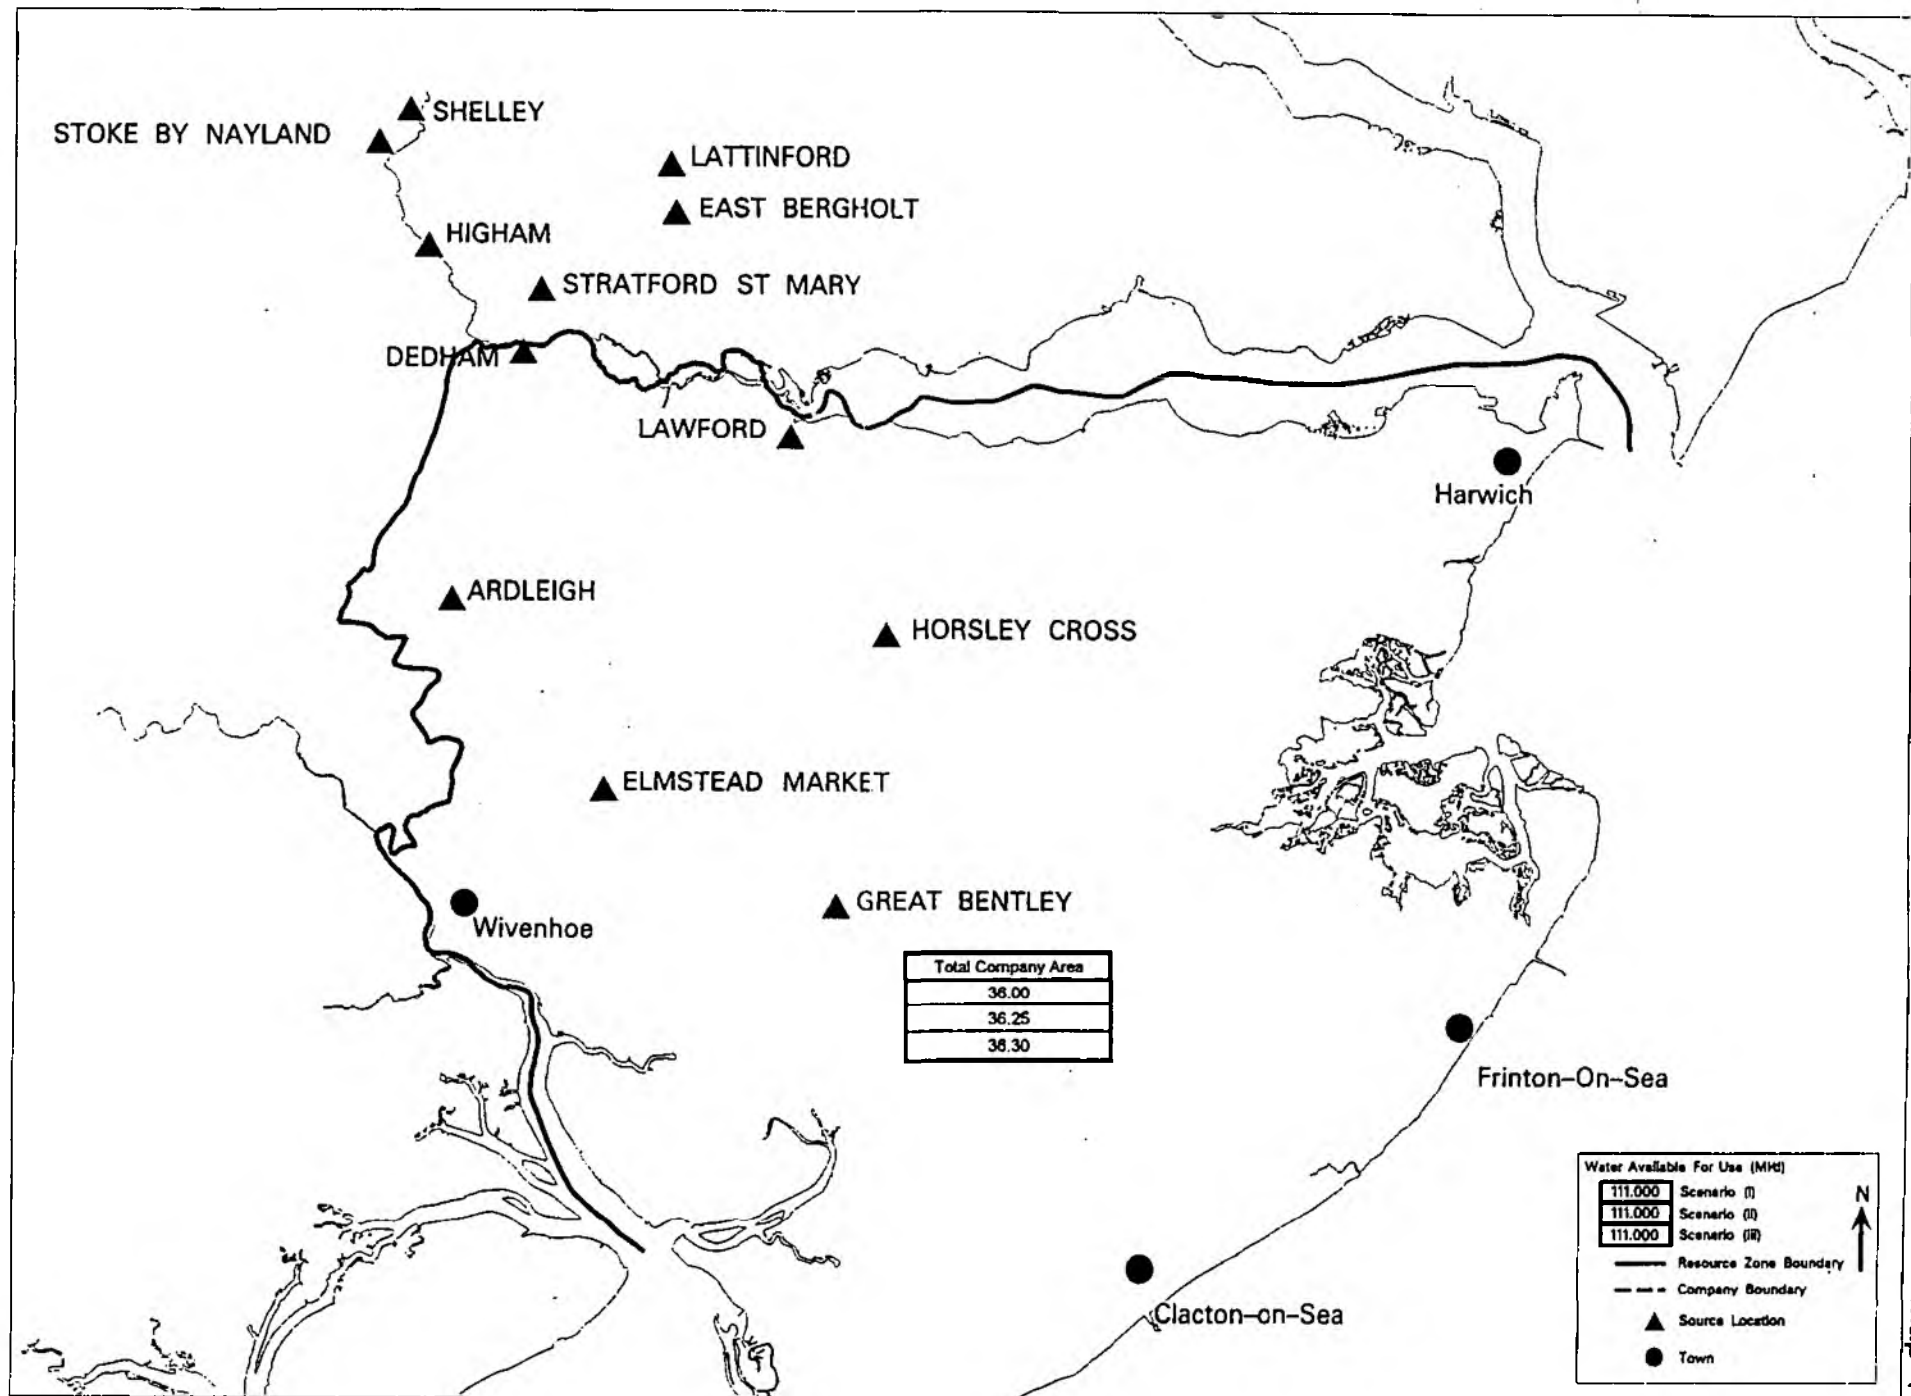 SHELLEY
STOKE BY NAYLAND
LATTINFORD
EAST BERGHOLT
HIGHAM
STRATFORD ST MARY
DEDHAM
LAWFORD
Harwich
ARDLEIGH
HORSLEY CROSS
ELMSTEAD MARKET
GREAT BENTLEY
Wivenhoe
Total Company Area
36.00
36.25
36.30
Frinton-On-Sea
Water Available For Use (Ml/d)
111.000 Scenario (I)
111.000 Scenario (II)
111.000 Scenario (III)
N
Resource Zone Boundary
Company Boundary
Source Location
Town
Clacton-on-Sea